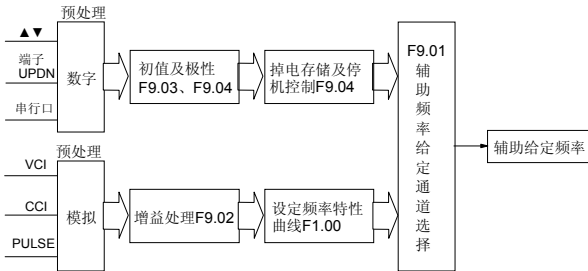 预处理
▲▼
端子
UPDN
串行口
数字
初值及极性
F9.03、F9.04
掉电存储及停
机控制F9.04
F9.01
辅
助
频
率
给
定
通
道
选
择
辅助给定频率
预处理
VCI
CCI
PULSE
模拟
增益处理F9.02
设定频率特性
曲线F1.00